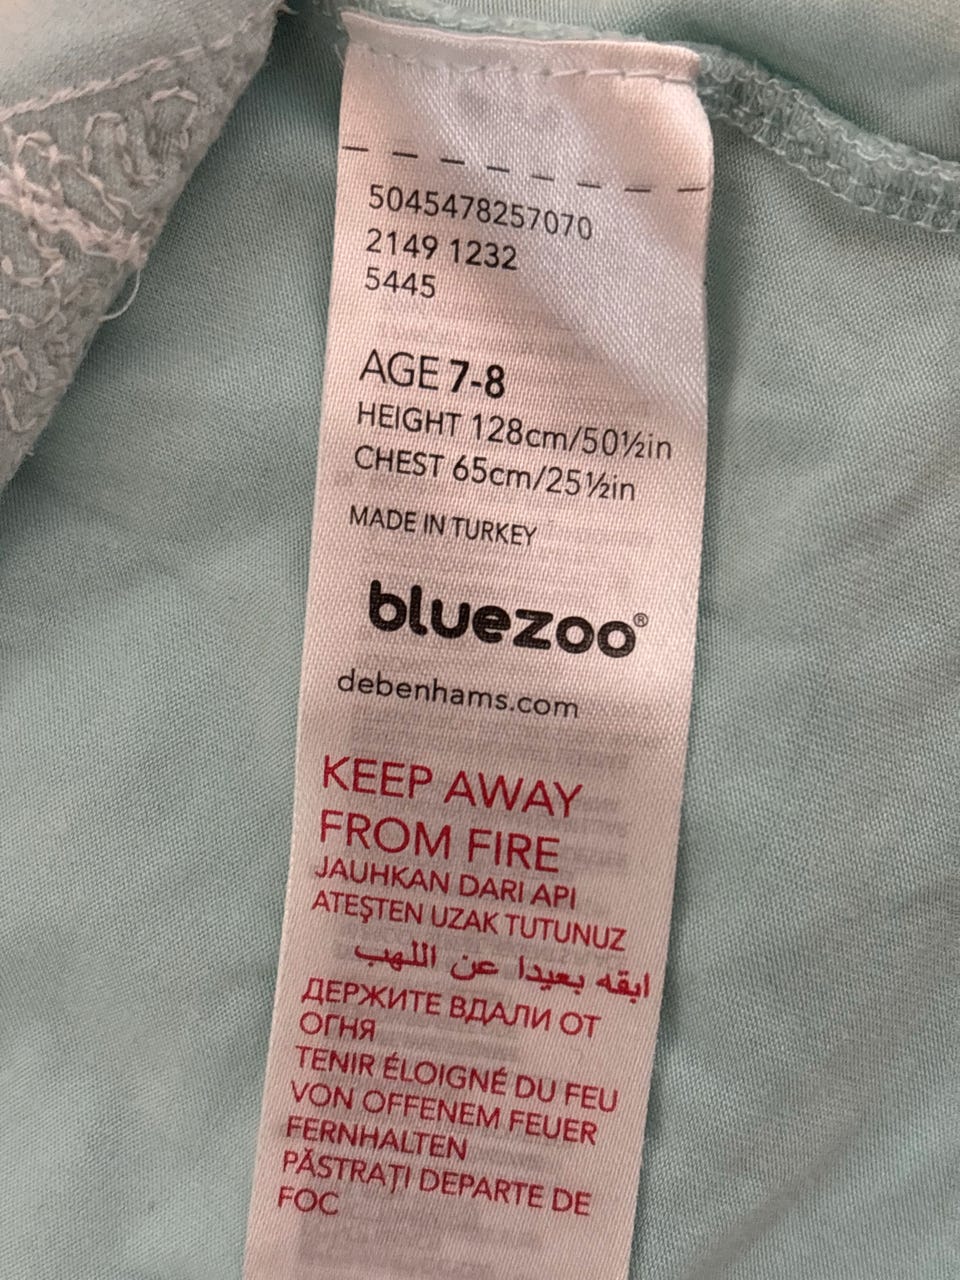 5045478257070
2149 1232
5445
AGE 7-8
HEIGHT 128cm/50½in
CHEST 65cm/25½in
MADE IN TURKEY
bluezoo®
debenhams.com
KEEP AWAY
FROM FIRE
JAUHKAN DARI API
ATEŞTEN UZAK TUTUNUZ
ابقه بعيدا عن اللهب
ДЕРЖИТЕ ВДАЛИ ОТ
ОГНЯ
TENIR ÉLOIGNÉ DU FEU
VON OFFENEM FEUER
FERNHALTEN
PĂSTRAȚI DEPARTE DE
FOC